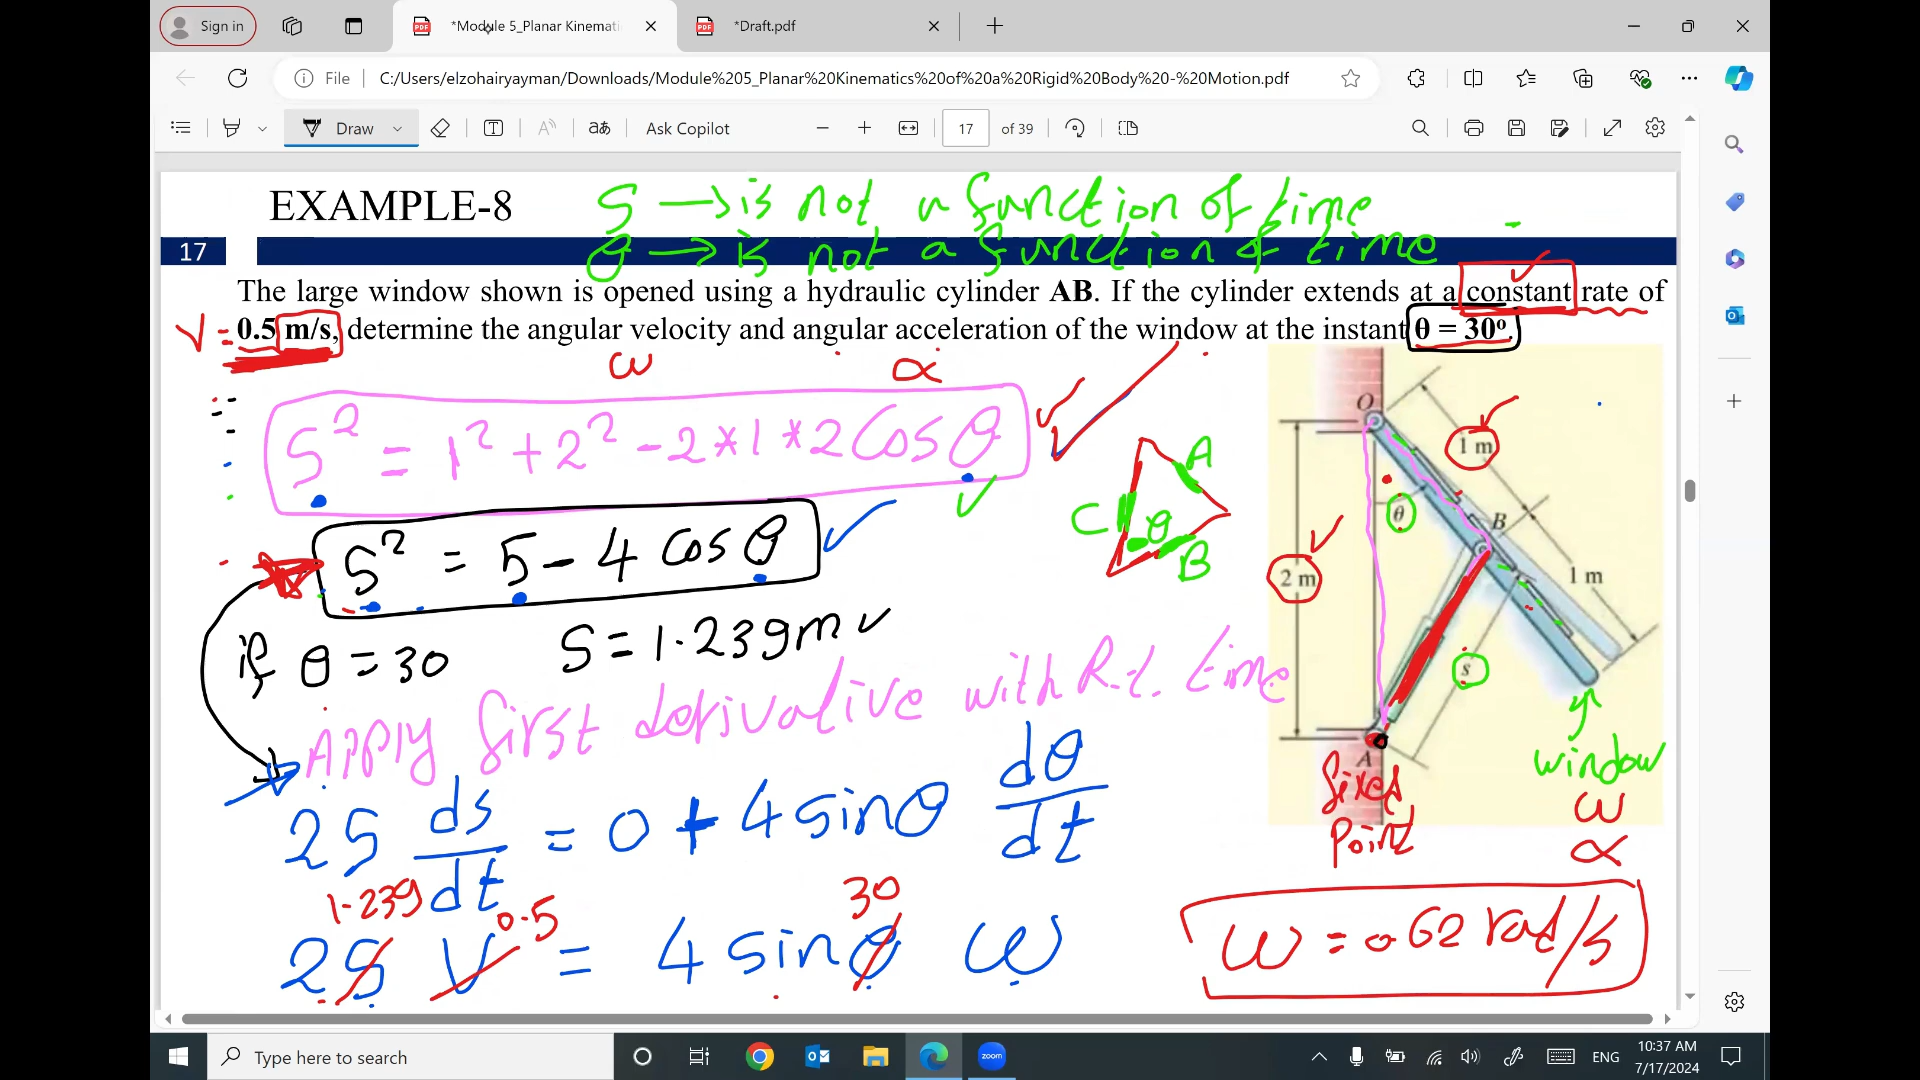 Sign in
*Module 5_Planar Kinemati
*Draft.pdf
File
C:/Users/elzohairyayman/Downloads/Module%205_Planar%20Kinematics%20of%20a%20Rigid%20Body%20-%20Motion.pdf
Draw
Ask Copilot
17 of 39
EXAMPLE-8
S → is not a function of time
17
θ → is not a function of time
The large window shown is opened using a hydraulic cylinder AB. If the cylinder extends at a constant rate of
V = 0.5 m/s, determine the angular velocity and angular acceleration of the window at the instant θ = 30º.
ω α
S² = 1² + 2² - 2*1*2 Cos θ
S² = 5 - 4 Cos θ
if θ = 30 S = 1.239 m
Apply first derivative with R.t. time
2S ds/dt = 0 + 4 sin θ dθ/dt
1.239 0.5 30
2S V = 4 sin θ ω
A
C θ
B
O
1 m
θ
B
2 m
1 m
s
A
fixed
Point
window
ω
α
ω = 0.62 rad/s
Type here to search
zoom
ENG
10:37 AM
7/17/2024